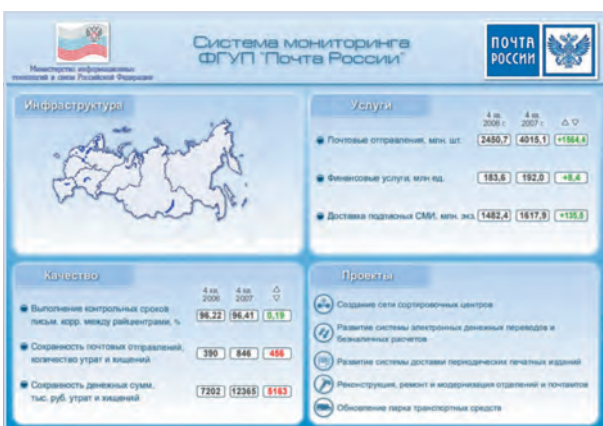 Министерство информационных
технологий и связи Российской Федерации
Система мониторинга
ФГУП "Почта России"
ПОЧТА
РОССИИ
Инфраструктура
Услуги
4 кв. 2006 г.
4 кв. 2007 г.
△ ▽
Почтовые отправления, млн. шт. 2450,7 4015,1 +1564,4
Финансовые услуги, млн ед. 183,6 192,0 +8,4
Доставка подписных СМИ, млн. экз. 1482,4 1617,9 +135,5
Качество
4 кв. 2006
4 кв. 2007
△ ▽
Выполнение контрольных сроков
письм. корр. между райцентрами, % 96,22 96,41 0,19
Сохранность почтовых отправлений,
количество утрат и хищений 390 846 456
Сохранность денежных сумм,
тыс. руб. утрат и хищений 7202 12365 5163
Проекты
Создание сети сортировочных центров
Развитие системы электронных денежных переводов и
безналичных расчетов
Развитие системы доставки периодических печатных изданий
Реконструкция, ремонт и модернизация отделений и почтамтов
Обновление парка транспортных средств